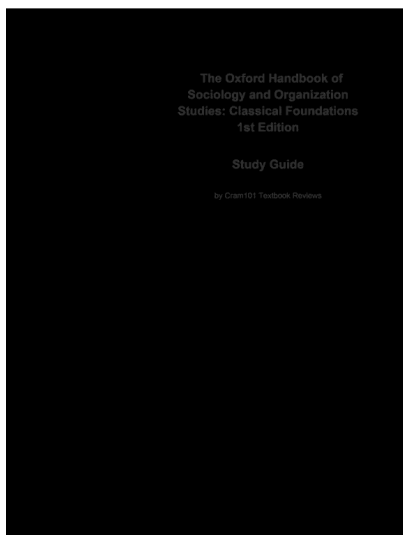 The Oxford Handbook of
Sociology and Organization
Studies: Classical Foundations
1st Edition
Study Guide
by Cram101 Textbook Reviews